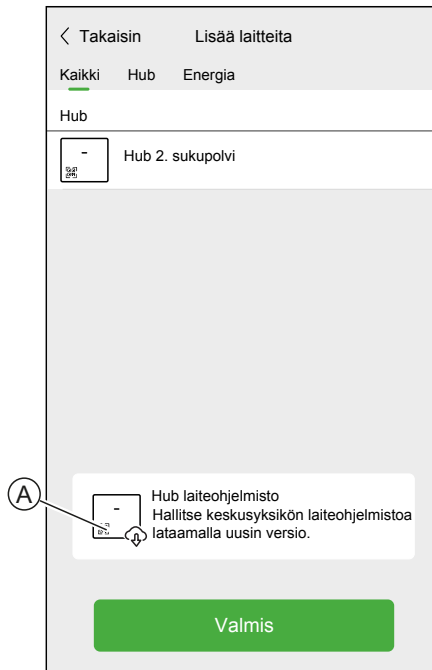 Takaisin Lisää laitteita
Kaikki Hub Energia
Hub
Hub 2. sukupolvi
A
Hub laiteohjelmisto
Hallitse keskusyksikön laiteohjelmistoa
lataamalla uusin versio.
Valmis